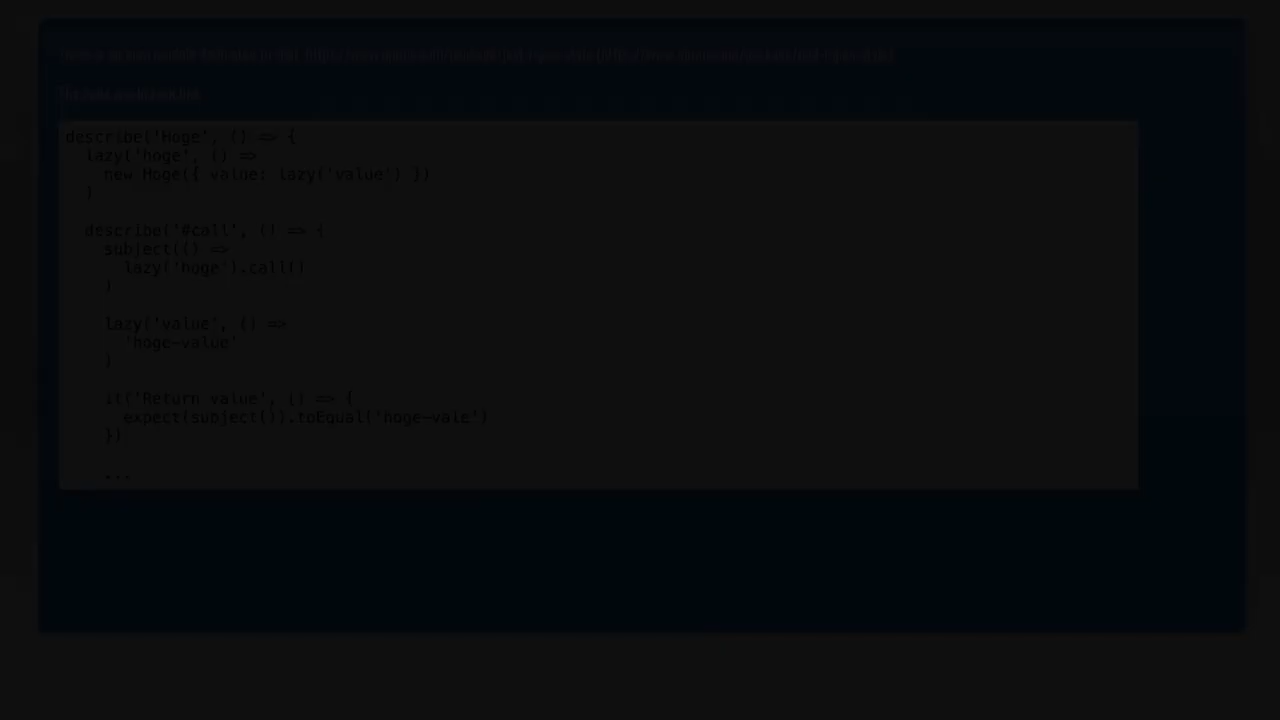 describe('Hoge', () => {
lazy('hoge', () =>
new Hoge({ value: lazy('value') })
)
describe('#call', () => {
subject(() =>
lazy('hoge').call()
)
lazy('value', () =>
'hoge-value'
)
it('Return value', () => {
expect(subject()).toEqual('hoge-vale')
})
...